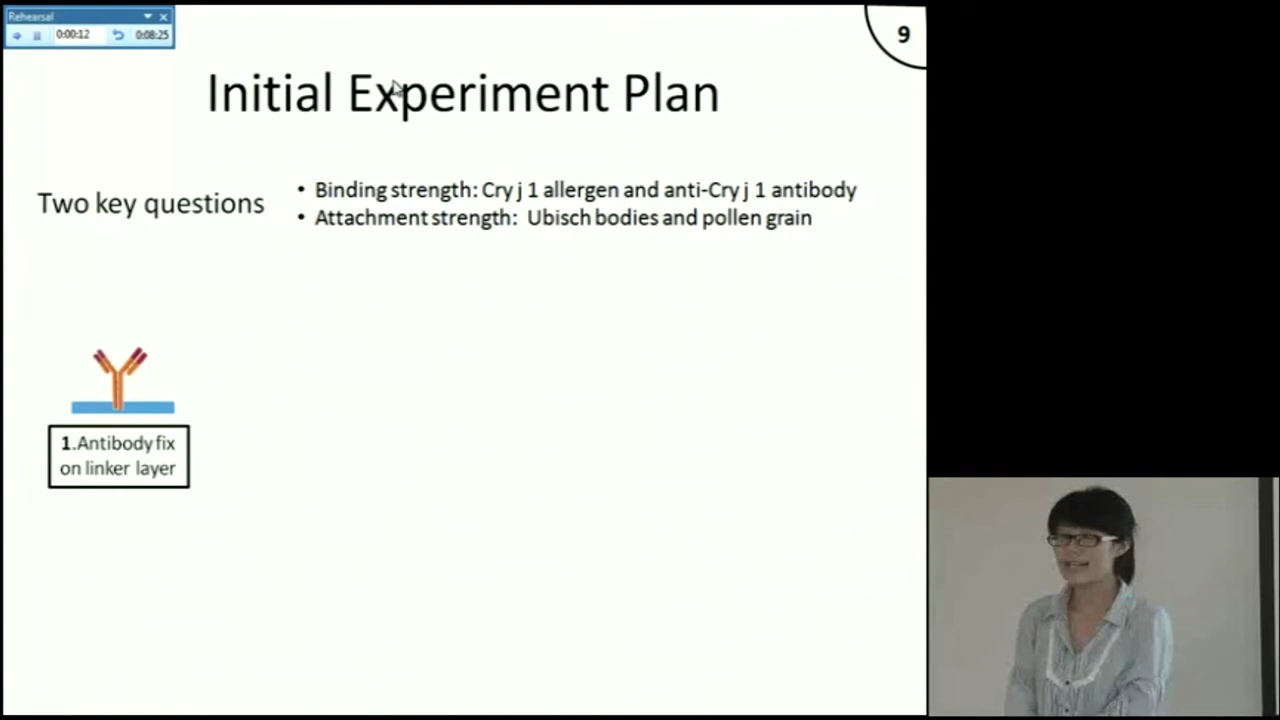 Rehearsal
0:00:12
0:08:25
9
Initial Experiment Plan
Two key questions
• Binding strength: Cry j 1 allergen and anti-Cry j 1 antibody
• Attachment strength: Ubisch bodies and pollen grain
1.Antibody fix
on linker layer